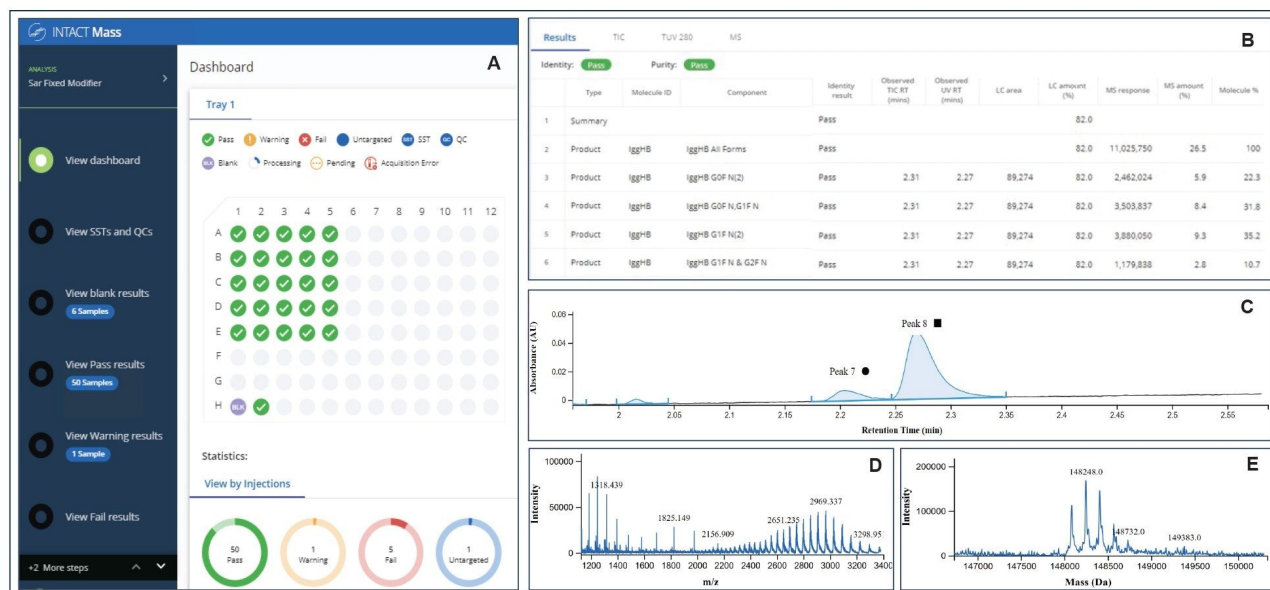 INTACT Mass
ANALYSIS
Sar Fixed Modifier
View dashboard
View SSTs and QCs
View blank results
6 Samples
View Pass results
50 Samples
View Warning results
1 Sample
View Fail results
+2 More steps
Dashboard
A
Tray 1
Pass Warning Fail Untargeted SST SST QC QC
BLK Blank Processing Pending Acquisition Error
1 2 3 4 5 6 7 8 9 10 11 12
A
B
C
D
E
F
G
H BLK
Statistics:
View by Injections
50 Pass
1 Warning
5 Fail
1 Untargeted
Results TIC TUV 280 MS
B
Identity: Pass Purity: Pass
Type Molecule ID Component Identity result Observed TIC RT (mins) Observed UV RT (mins) LC area LC amount (%) MS response MS amount (%) Molecule %
1 Summary Pass 82.0
2 Product IggHB IggHB All Forms Pass 82.0 11,025,750 26.5 100
3 Product IggHB IggHB G0F N(2) Pass 2.31 2.27 89,274 82.0 2,462,024 5.9 22.3
4 Product IggHB IggHB G0F N,G1F N Pass 2.31 2.27 89,274 82.0 3,503,837 8.4 31.8
5 Product IggHB IggHB G1F N(2) Pass 2.31 2.27 89,274 82.0 3,880,050 9.3 35.2
6 Product IggHB IggHB G1F N & G2F N Pass 2.31 2.27 89,274 82.0 1,179,838 2.8 10.7
C
Absorbance (AU)
0.06
0.04
0.02
0
Peak 7
Peak 8
2 2.05 2.1 2.15 2.2 2.25 2.3 2.35 2.4 2.45 2.5 2.55
Retention Time (min)
D
Intensity
100000
50000
0
1318.439
1825.149
2156.909
2651.235
2969.337
3298.951
1200 1400 1600 1800 2000 2200 2400 2600 2800 3000 3200 3400
m/z
E
Intensity
200000
100000
0
148248.0
148732.0
149383.0
147000 147500 148000 148500 149000 149500 150000
Mass (Da)